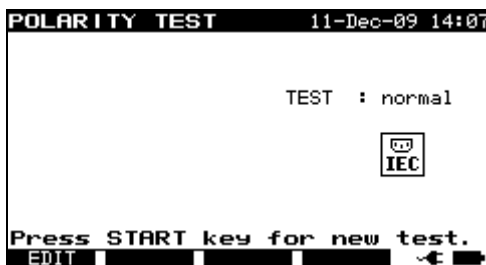 POLARITY TEST 11-Dec-09 14:07
TEST : normal
IEC
Press START key for new test.
EDIT